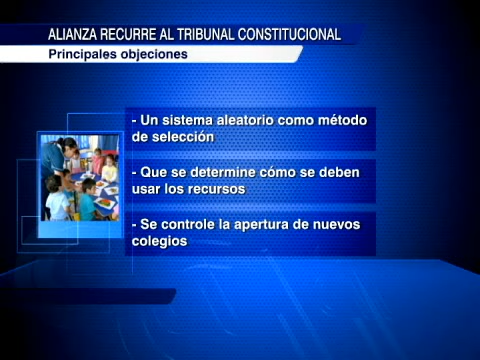 ALIANZA RECURRE AL TRIBUNAL CONSTITUCIONAL
Principales objeciones
- Un sistema aleatorio como método
de selección
- Que se determine cómo se deben
usar los recursos
- Se controle la apertura de nuevos
colegios